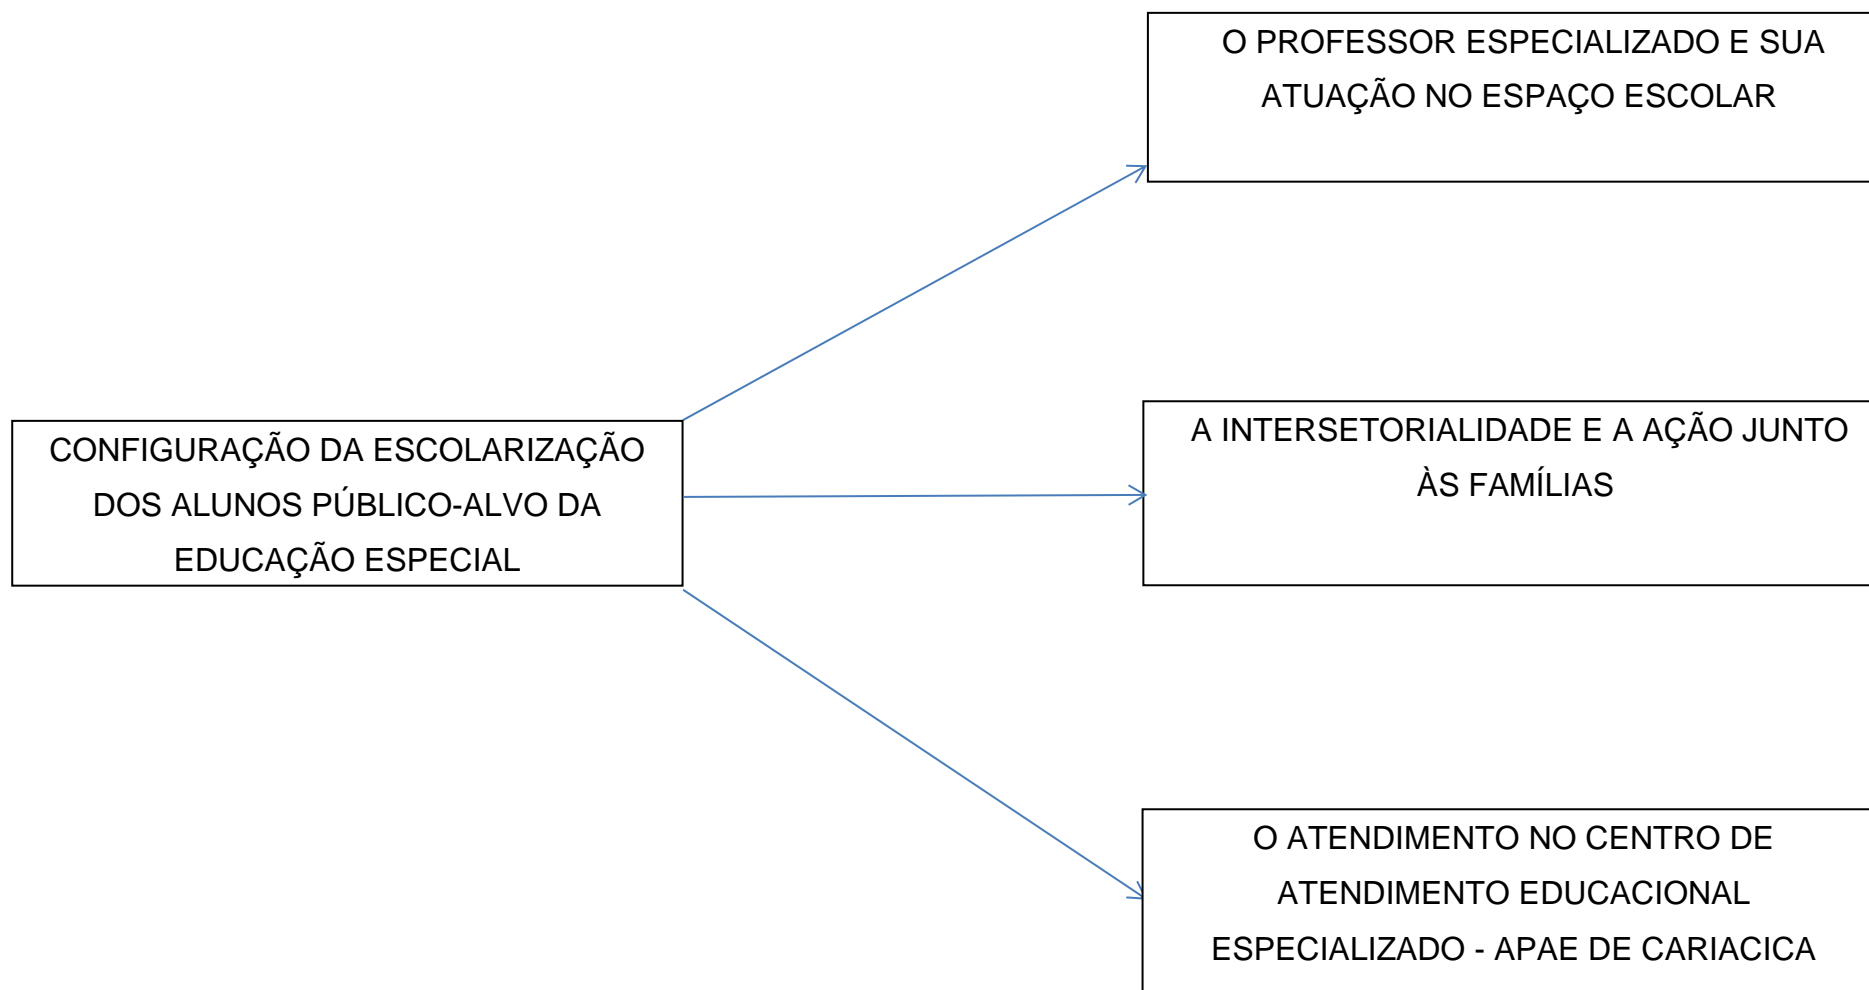 O PROFESSOR ESPECIALIZADO E SUA
ATUAÇÃO NO ESPAÇO ESCOLAR
CONFIGURAÇÃO DA ESCOLARIZAÇÃO
DOS ALUNOS PÚBLICO-ALVO DA
EDUCAÇÃO ESPECIAL
A INTERSETORIALIDADE E A AÇÃO JUNTO
ÀS FAMÍLIAS
O ATENDIMENTO NO CENTRO DE
ATENDIMENTO EDUCACIONAL
ESPECIALIZADO - APAE DE CARIACICA